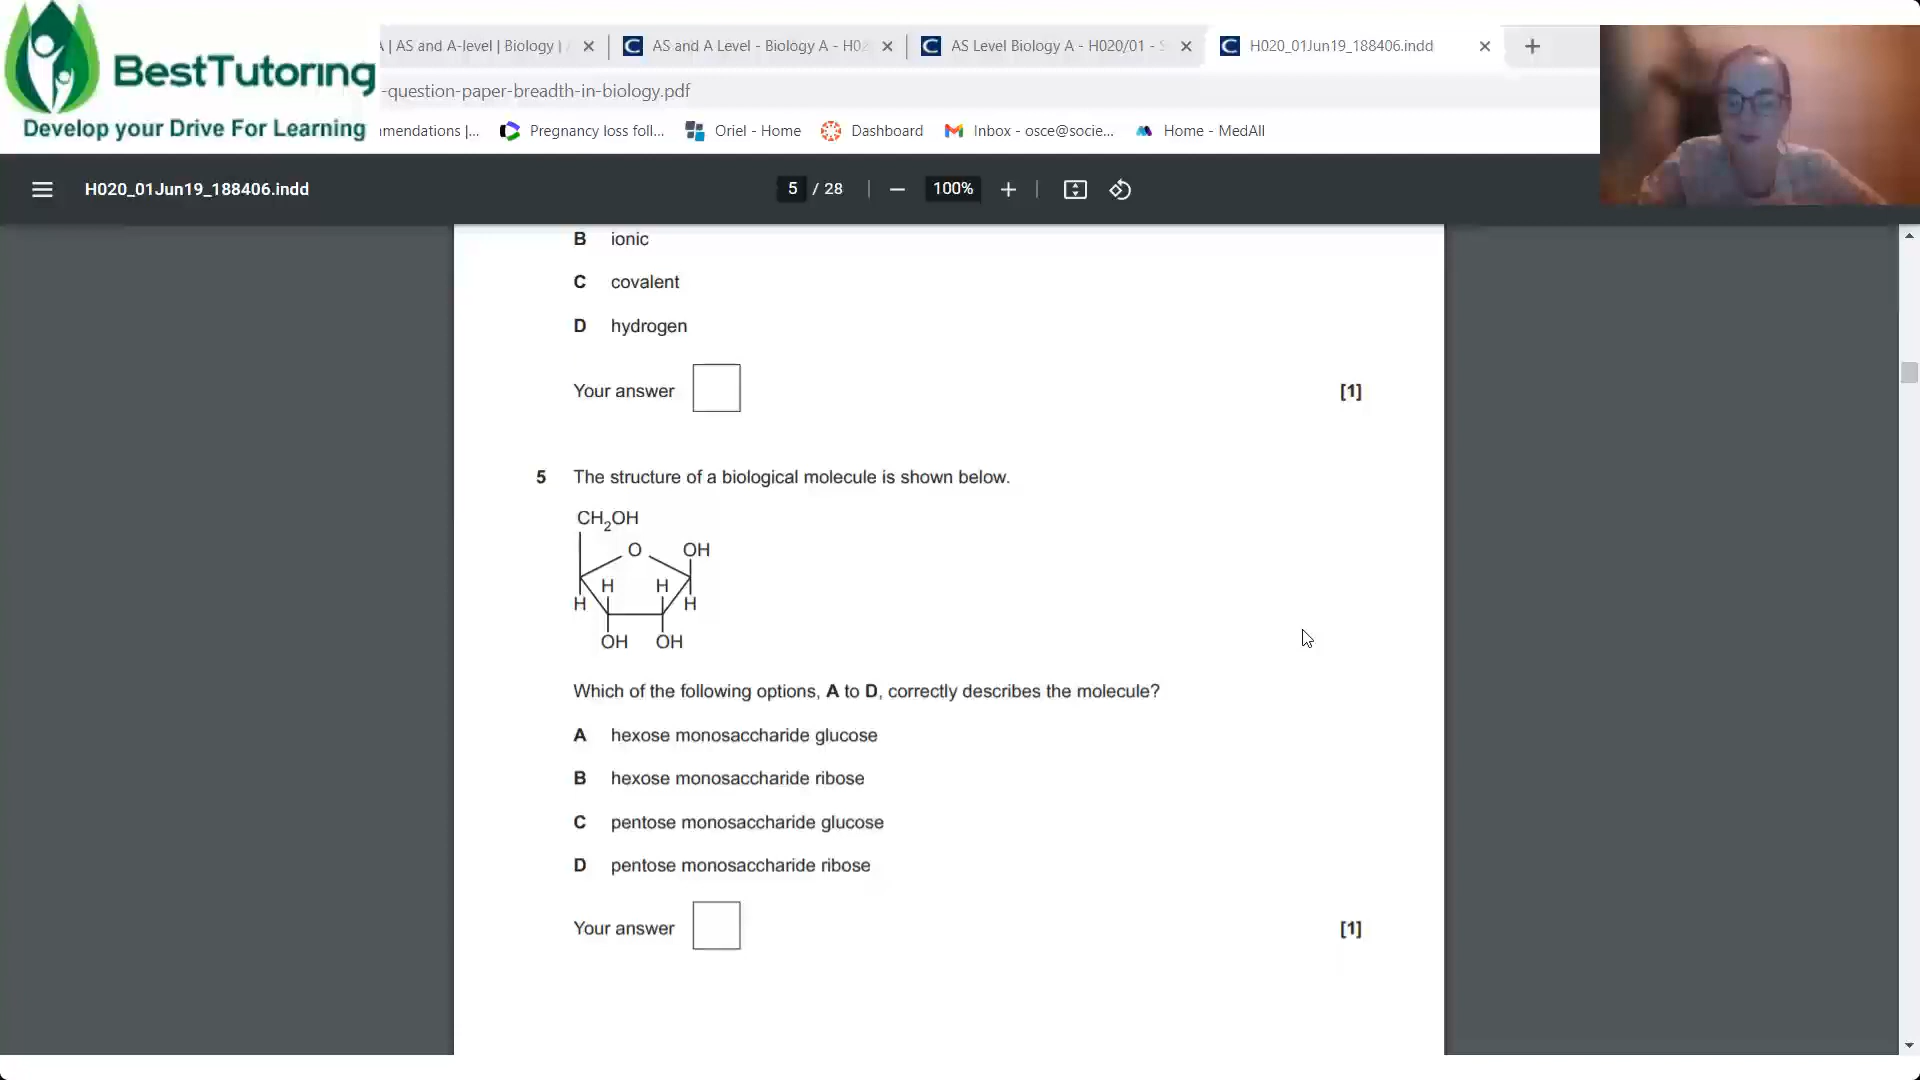 BestTutoring
Develop your Drive For Learning
| AS and A-level | Biology |
AS and A Level - Biology A - H02
AS Level Biology A - H020/01 - S
H020_01Jun19_188406.indd
-question-paper-breadth-in-biology.pdf
mendations |...
Pregnancy loss foll...
Oriel - Home
Dashboard
Inbox - osce@socie...
Home - MedAll
H020_01Jun19_188406.indd
5 / 28
100%
B ionic
C covalent
D hydrogen
Your answer
[1]
5 The structure of a biological molecule is shown below.
CH2OH
O OH
H H
H H
OH OH
Which of the following options, A to D, correctly describes the molecule?
A hexose monosaccharide glucose
B hexose monosaccharide ribose
C pentose monosaccharide glucose
D pentose monosaccharide ribose
Your answer
[1]